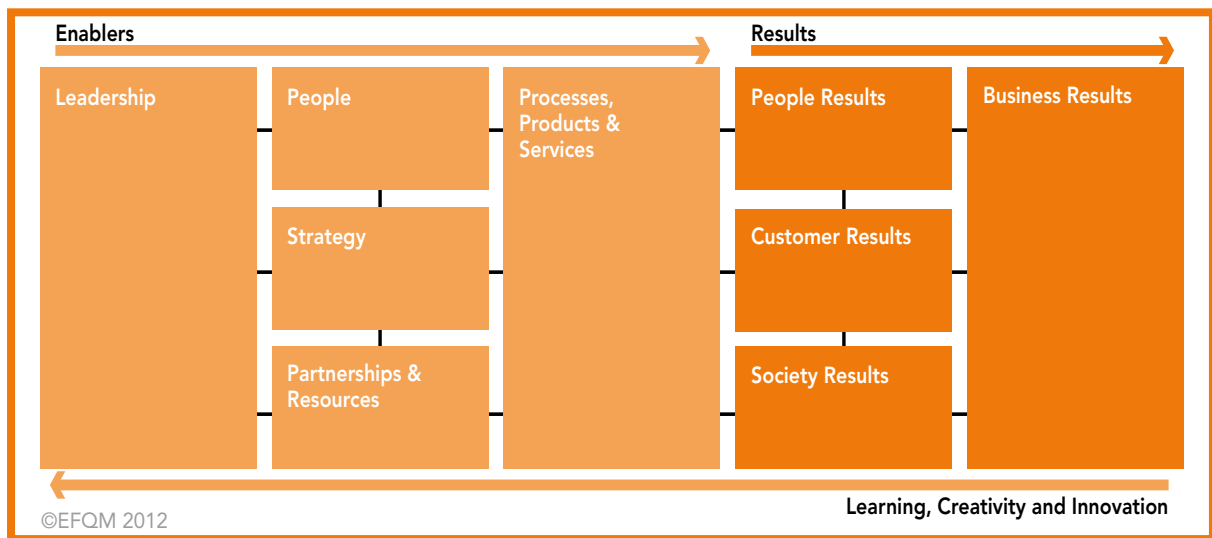 Enablers
Results
Leadership
People
Processes,
Products &
Services
People Results
Business Results
Strategy
Customer Results
Partnerships &
Resources
Society Results
Learning, Creativity and Innovation
©EFQM 2012